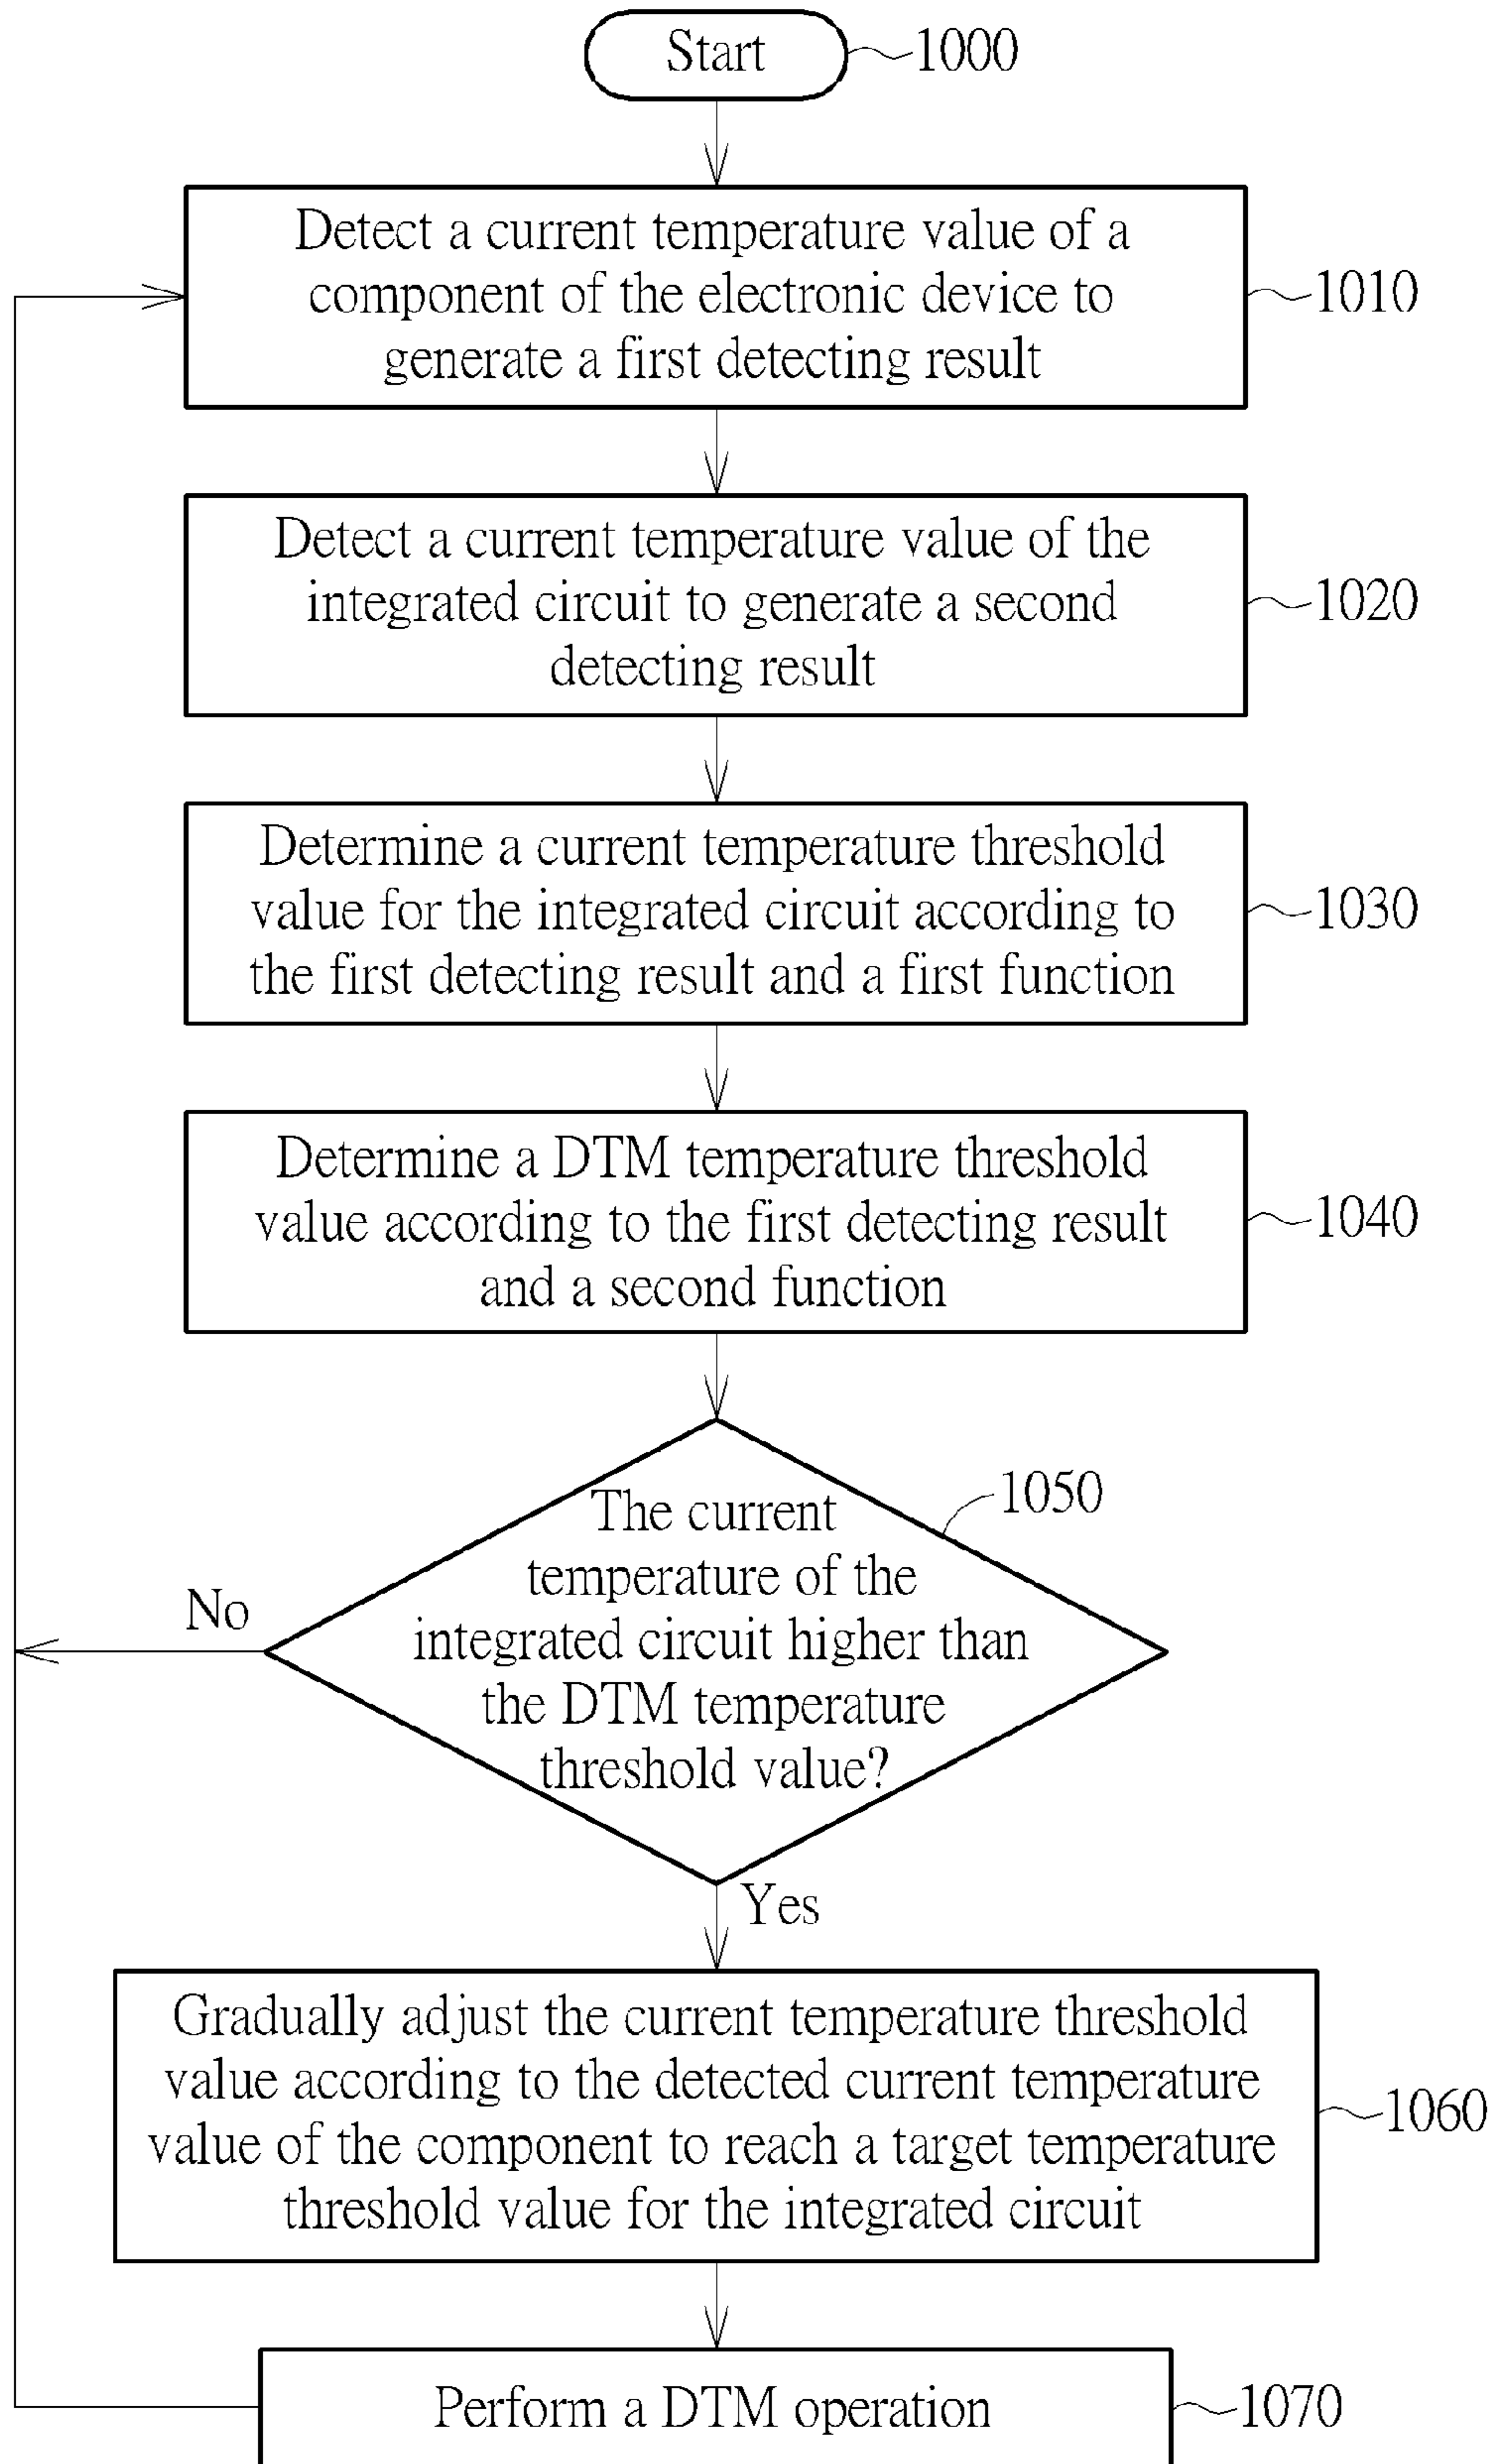 Start
1000
Detect a current temperature value of a
component of the electronic device to
generate a first detecting result
1010
Detect a current temperature value of the
integrated circuit to generate a second
detecting result
1020
Determine a current temperature threshold
value for the integrated circuit according to
the first detecting result and a first function
1030
Determine a DTM temperature threshold
value according to the first detecting result
and a second function
1040
The current
temperature of the
integrated circuit higher than
the DTM temperature
threshold value?
1050
No
Yes
Gradually adjust the current temperature threshold
value according to the detected current temperature
value of the component to reach a target temperature
threshold value for the integrated circuit
1060
Perform a DTM operation
1070